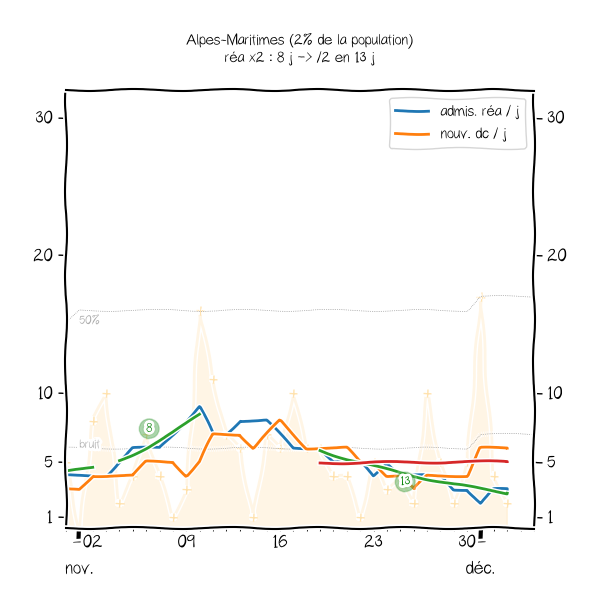 Alpes-Maritimes (2% de la population)
réa x2 : 8 j -> /2 en 13 j
admis. réa / j
nouv. dc / j
30
30
20
20
50%
10
10
8
bruit
5
5
13
1
1
02
09
16
23
30
nov.
déc.